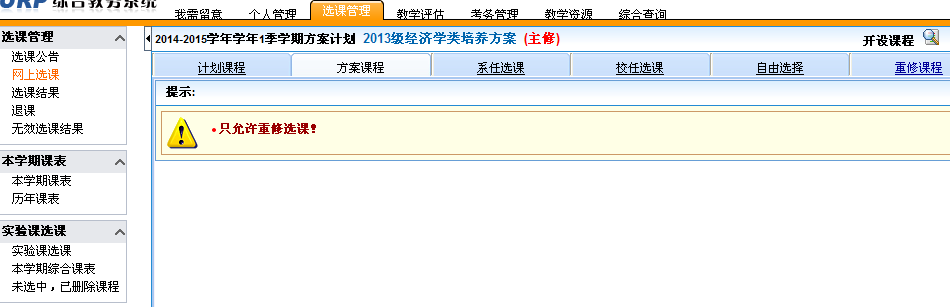 URP 综合教务系统
我需留意 个人管理 选课管理 教学评估 考务管理 教学资源 综合查询
选课管理
选课公告
网上选课
选课结果
退课
无效选课结果
本学期课表
本学期课表
历年课表
实验课选课
实验课选课
本学期综合课表
未选中，已删除课程
2014-2015学年学年1季学期方案计划 2013级经济学类培养方案 (主修) 开设课程
计划课程 方案课程 系任选课 校任选课 自由选择 重修课程
提示:
只允许重修选课!